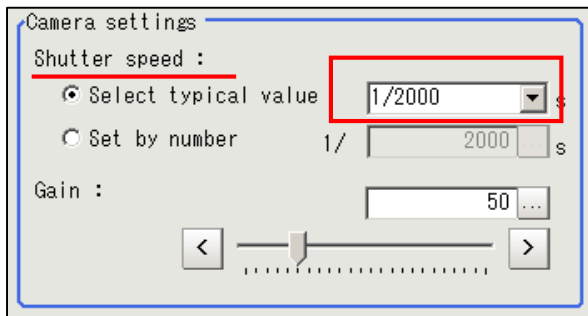 Camera settings
Shutter speed :
Select typical value 1/2000 s
Set by number 1/ 2000 ... s
Gain : 50 ...
< >